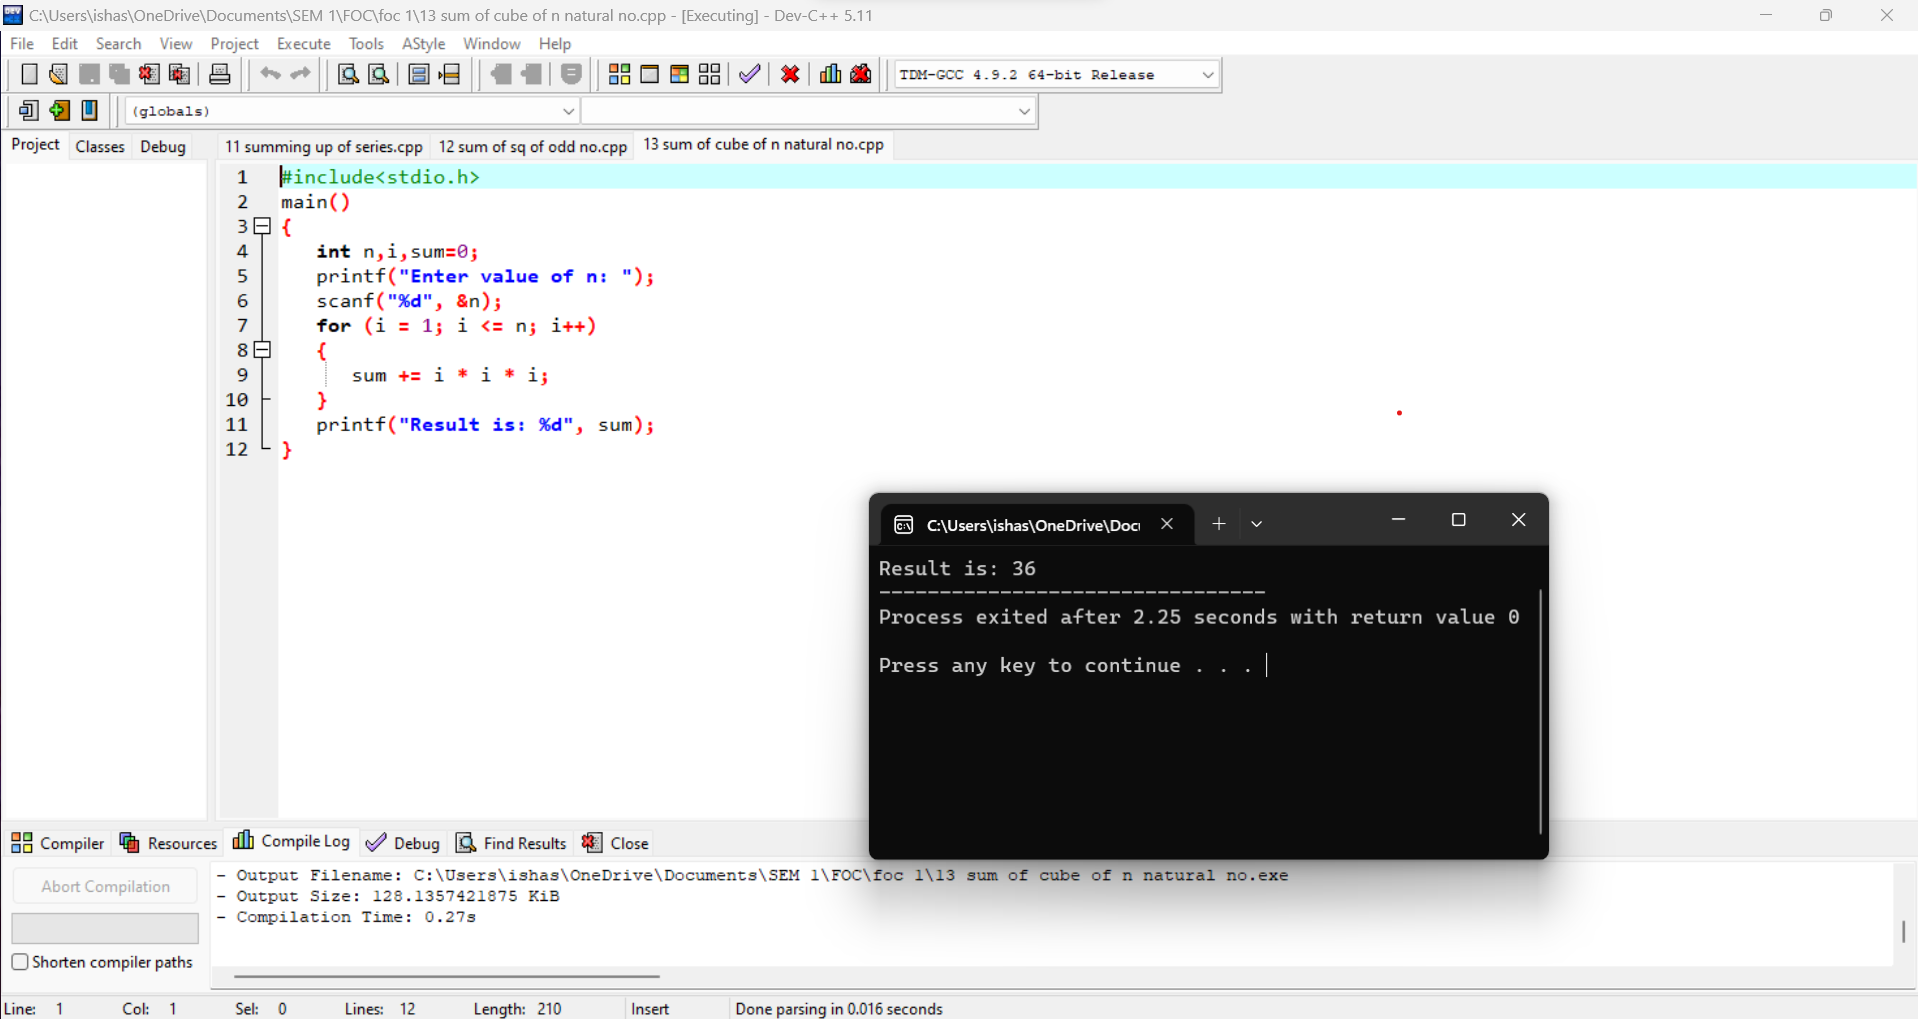 C:\Users\ishas\OneDrive\Documents\SEM 1\FOC\foc 1\13 sum of cube of n natural no.cpp - [Executing] - Dev-C++ 5.11
File Edit Search View Project Execute Tools AStyle Window Help
TDM-GCC 4.9.2 64-bit Release
(globals)
Project Classes Debug
11 summing up of series.cpp 12 sum of sq of odd no.cpp 13 sum of cube of n natural no.cpp
1 #include<stdio.h>
2 main()
3 {
4 int n,i,sum=0;
5 printf("Enter value of n: ");
6 scanf("%d", &n);
7 for (i = 1; i <= n; i++)
8 {
9 sum += i * i * i;
10 }
11 printf("Result is: %d", sum);
12 }
C:\Users\ishas\OneDrive\Docu
Result is: 36
--------------------------------
Process exited after 2.25 seconds with return value 0
Press any key to continue . . .
Compiler Resources Compile Log Debug Find Results Close
Abort Compilation
Shorten compiler paths
- Output Filename: C:\Users\ishas\OneDrive\Documents\SEM 1\FOC\foc 1\13 sum of cube of n natural no.exe
- Output Size: 128.1357421875 KiB
- Compilation Time: 0.27s
Line: 1 Col: 1 Sel: 0 Lines: 12 Length: 210 Insert Done parsing in 0.016 seconds